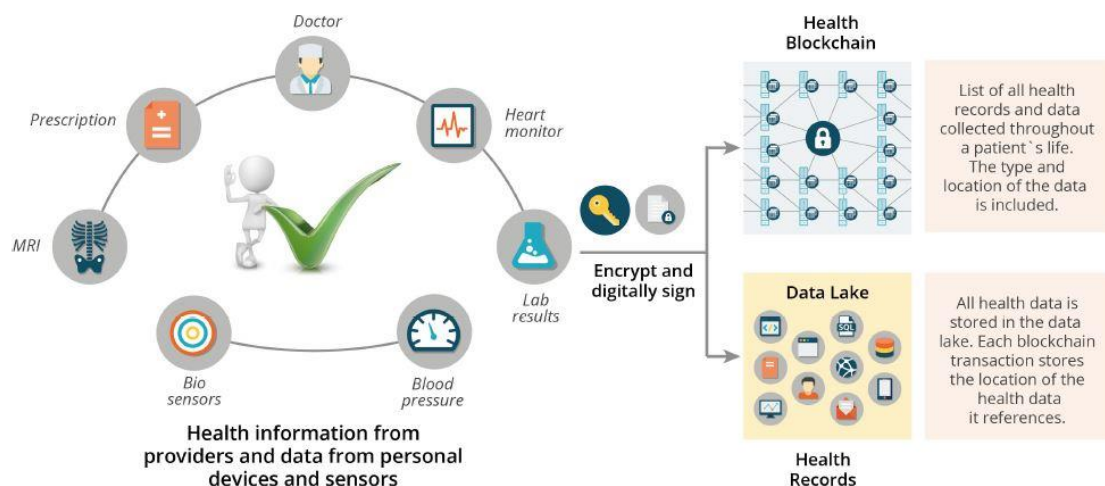 Doctor
Prescription
Heart
monitor
MRI
Lab
results
Bio
sensors
Blood
pressure
Health information from
providers and data from personal
devices and sensors
Encrypt and
digitally sign
Health
Blockchain
List of all health
records and data
collected throughout
a patient`s life.
The type and
location of the data
is included.
Data Lake
SQL
Health
Records
All health data is
stored in the data
lake. Each blockchain
transaction stores
the location of the
health data
it references.